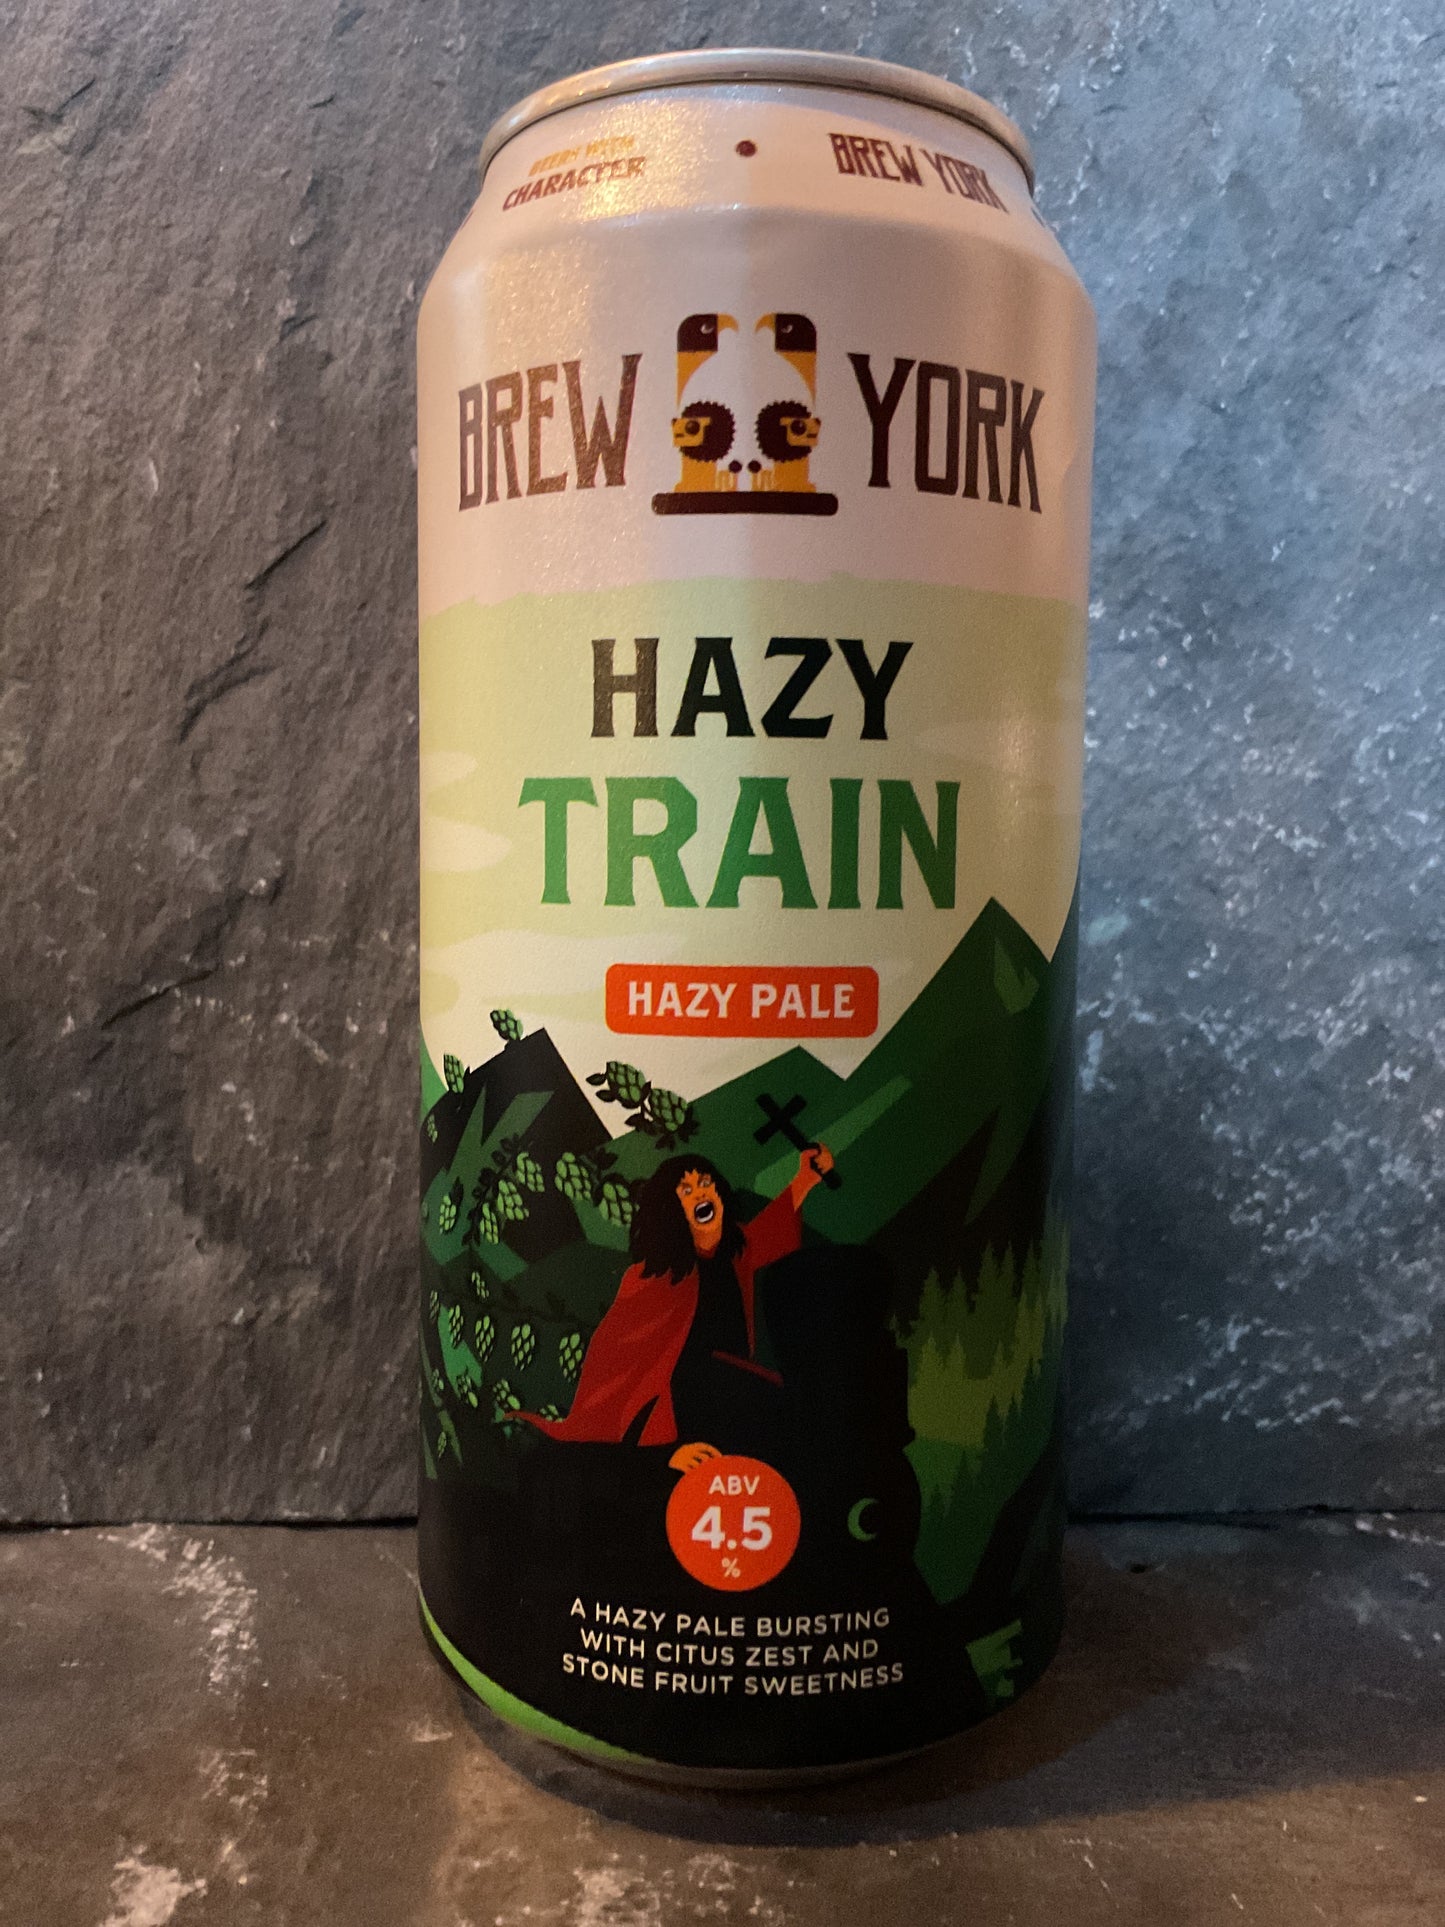 BEERS WITH
CHARACTER
BREW YORK
BREW YORK
HAZY
TRAIN
HAZY PALE
ABV
4.5
%
A HAZY PALE BURSTING
WITH CITUS ZEST AND
STONE FRUIT SWEETNESS